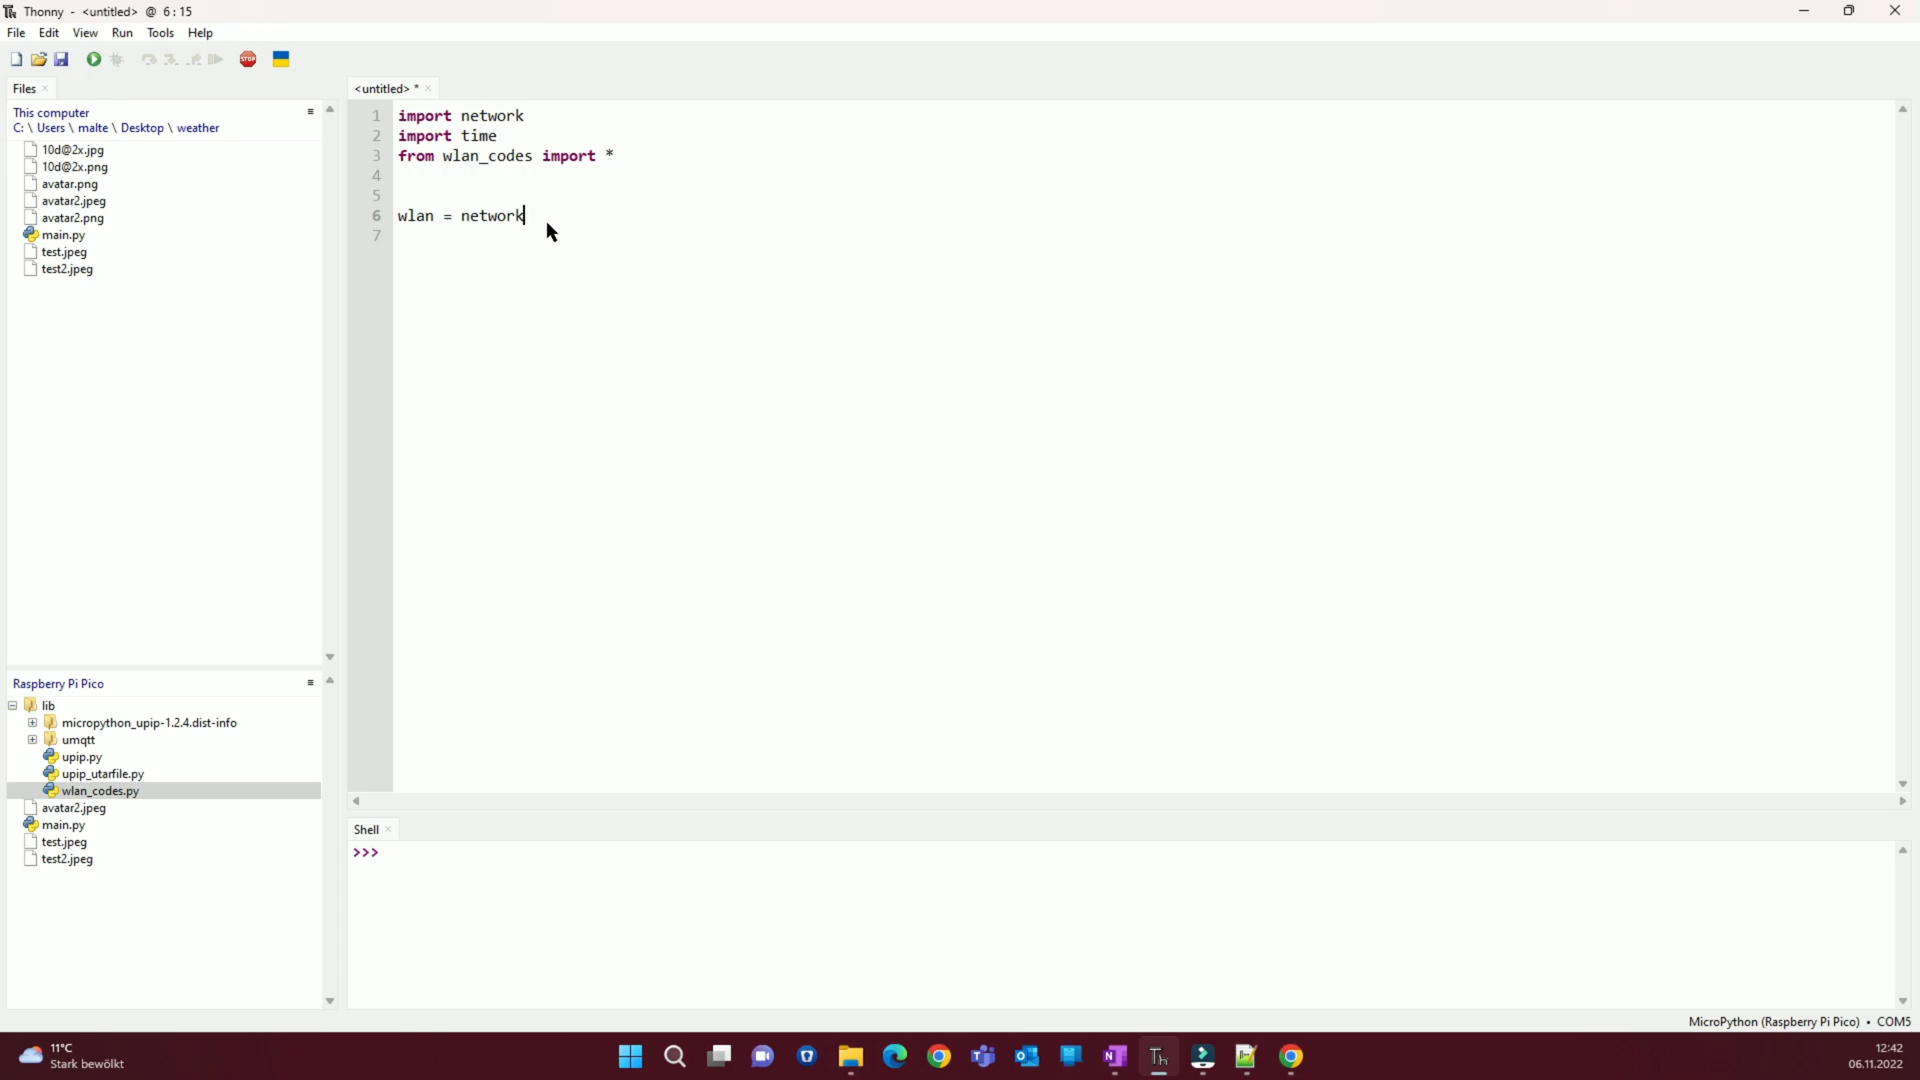 Thonny - <untitled> @ 6:15
File Edit View Run Tools Help
STOP
Files
This computer
C: \ Users \ malte \ Desktop \ weather
10d@2x.jpg
10d@2x.png
avatar.png
avatar2.jpeg
avatar2.png
main.py
test.jpeg
test2.jpeg
Raspberry Pi Pico
lib
micropython_upip-1.2.4.dist-info
umqtt
upip.py
upip_utarfile.py
wlan_codes.py
avatar2.jpeg
main.py
test.jpeg
test2.jpeg
<untitled> *
1 import network
2 import time
3 from wlan_codes import *
4
5
6 wlan = network
7
Shell
>>>
MicroPython (Raspberry Pi Pico) • COM5
11°C
Stark bewölkt
12:42
06.11.2022